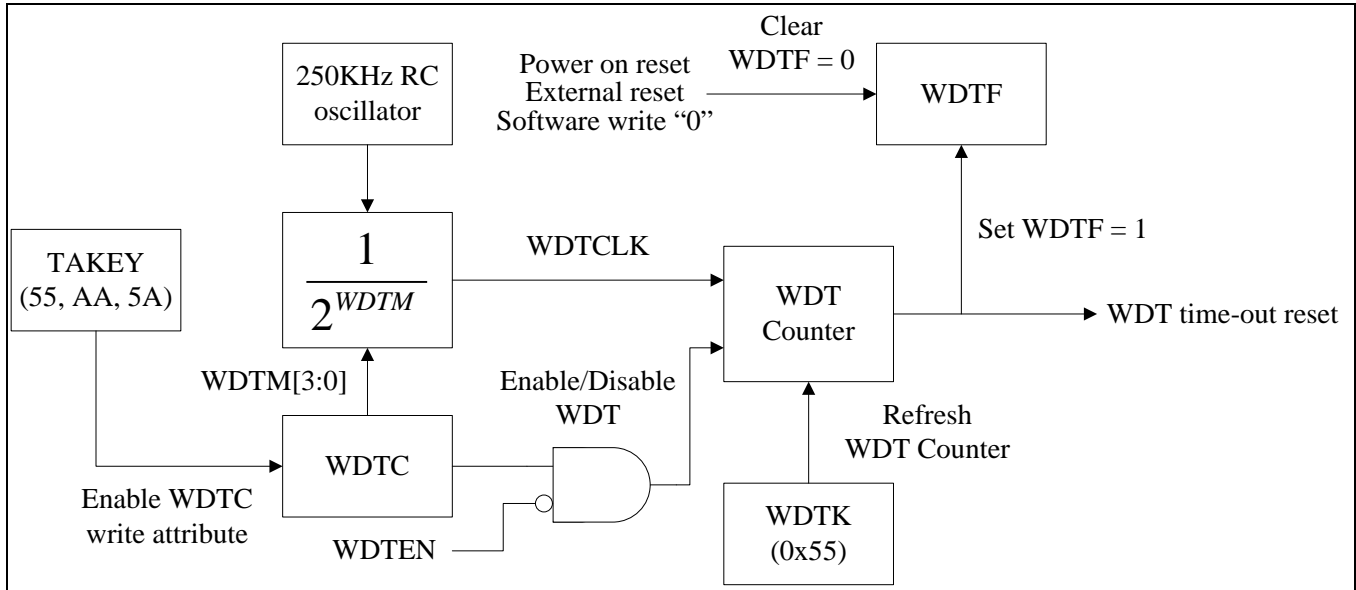 Clear
WDTF = 0
250KHz RC
oscillator
Power on reset
External reset
Software write “0”
WDTF
TAKEY
(55, AA, 5A)
1
2^WDTM
WDTCLK
Set WDTF = 1
WDT
Counter
WDT time-out reset
WDTM[3:0]
Enable/Disable
WDT
Refresh
WDT Counter
WDTC
Enable WDTC
write attribute
WDTEN
WDTK
(0x55)